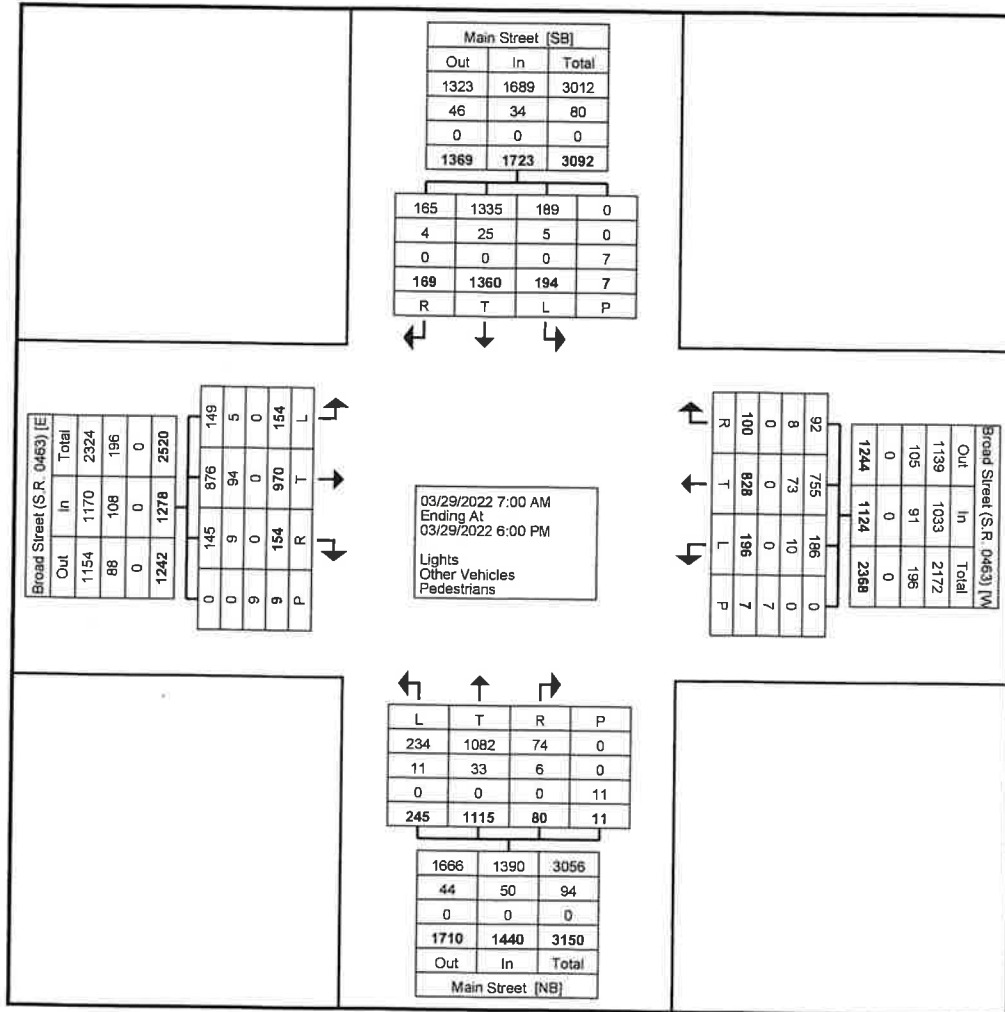 Main Street [SB]
Out In Total
1323 1689 3012
46 34 80
0 0 0
1369 1723 3092
165 1335 189 0
4 25 5 0
0 0 0 7
169 1360 194 7
R T L P
Broad Street (S.R. 0463) [E
Total In Out
2324 1170 1154
196 108 88
0 0 0
2520 1278 1242
149 876 145 0
5 94 9 0
0 0 0 9
154 970 154 9
L T R P
03/29/2022 7:00 AM
Ending At
03/29/2022 6:00 PM
Lights
Other Vehicles
Pedestrians
Broad Street (S.R. 0463) [W
Out In Total
1139 1033 2172
105 91 196
0 0 0
1244 1124 2368
92 755 186 0
8 73 10 0
0 0 0 7
100 828 196 7
R T L P
L T R P
234 1082 74 0
11 33 6 0
0 0 0 11
245 1115 80 11
1666 1390 3056
44 50 94
0 0 0
1710 1440 3150
Out In Total
Main Street [NB]